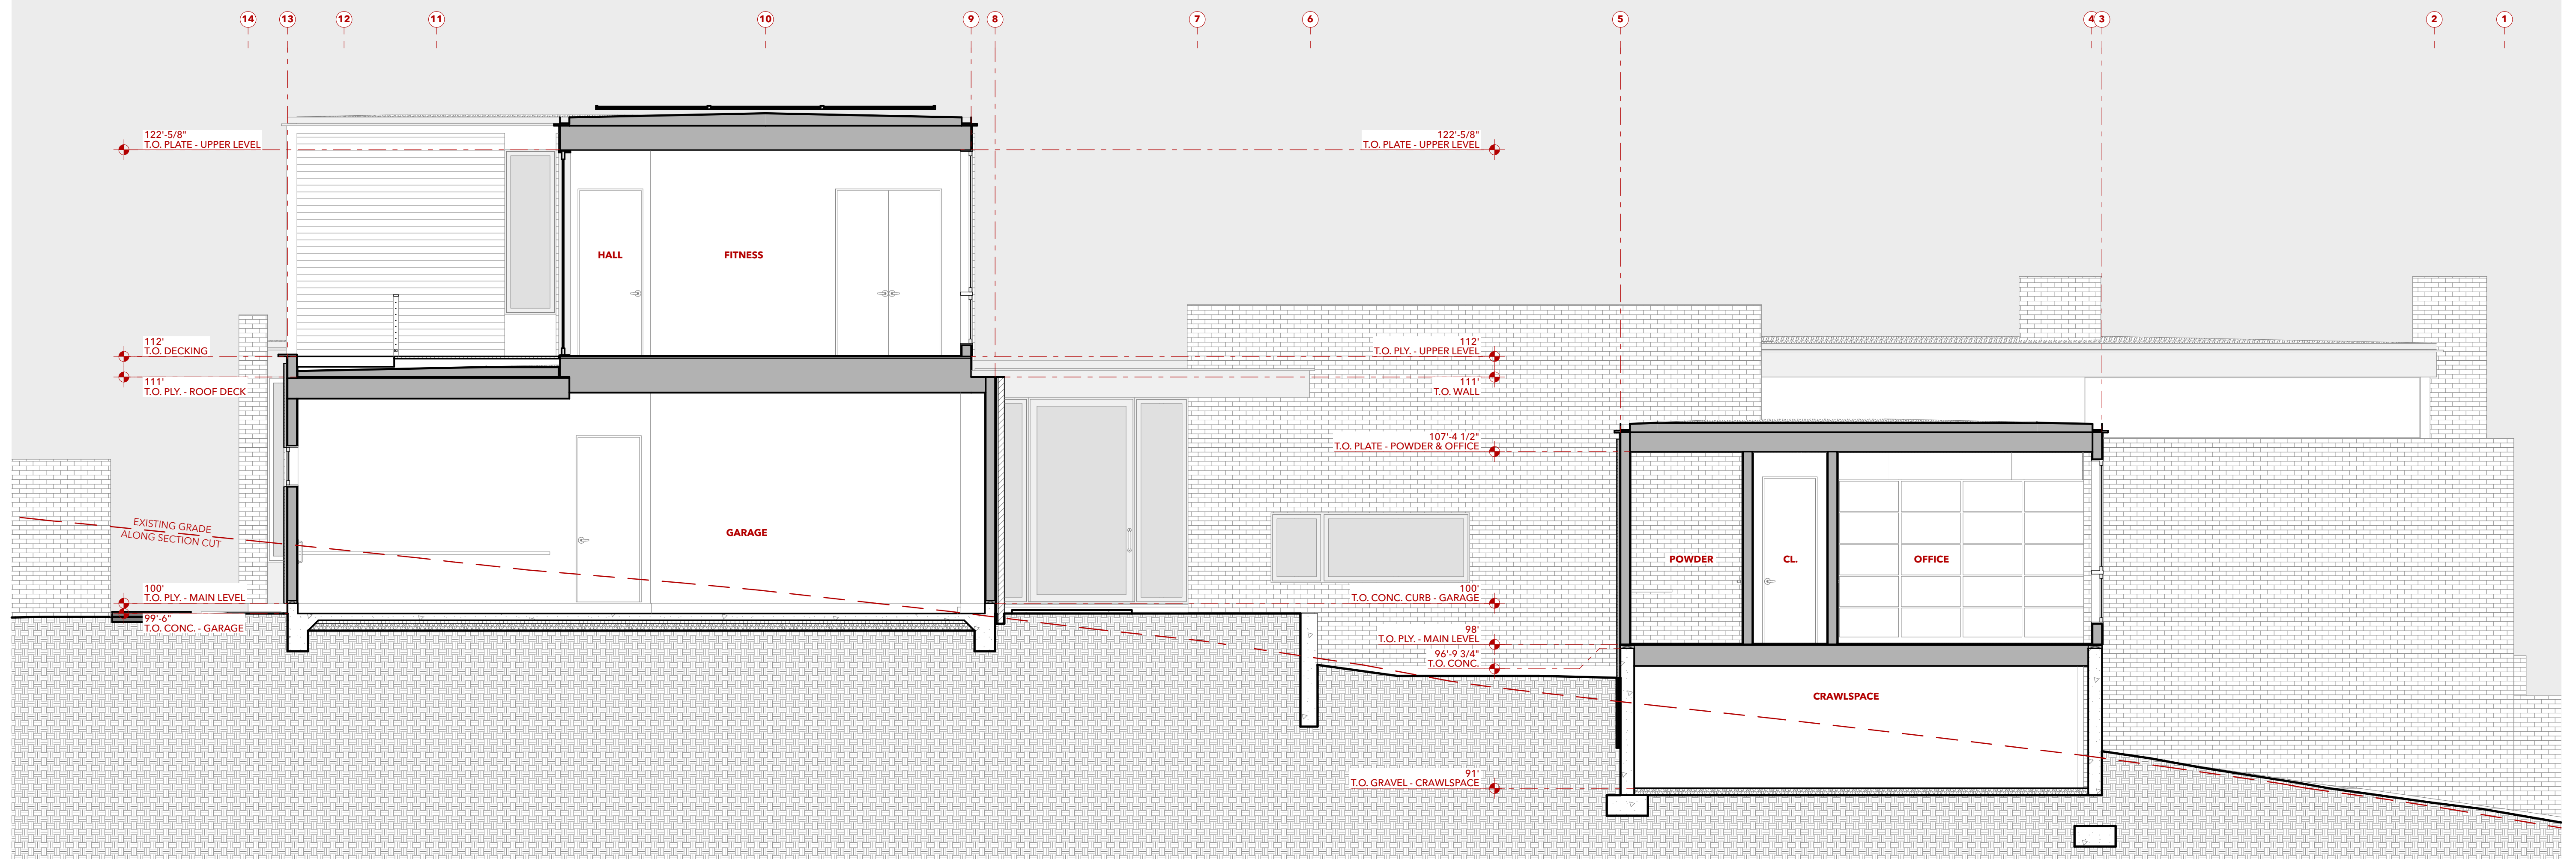 14 13 12 11 10 9 8 7 6 5 4 3 2 1
122'-5/8"
T.O. PLATE - UPPER LEVEL
122'-5/8"
T.O. PLATE - UPPER LEVEL
HALL
FITNESS
112'
T.O. DECKING
111'
T.O. PLY. - ROOF DECK
112'
T.O. PLY. - UPPER LEVEL
111'
T.O. WALL
107'-4 1/2"
T.O. PLATE - POWDER & OFFICE
EXISTING GRADE
ALONG SECTION CUT
GARAGE
POWDER
CL.
OFFICE
100'
T.O. PLY. - MAIN LEVEL
99'-6"
T.O. CONC. - GARAGE
100'
T.O. CONC. CURB - GARAGE
98'
T.O. PLY. - MAIN LEVEL
96'-9 3/4"
T.O. CONC.
CRAWLSPACE
91'
T.O. GRAVEL - CRAWLSPACE